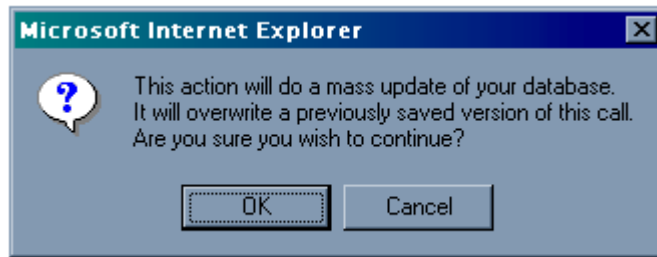 Microsoft Internet Explorer
This action will do a mass update of your database.
It will overwrite a previously saved version of this call.
Are you sure you wish to continue?
OK
Cancel